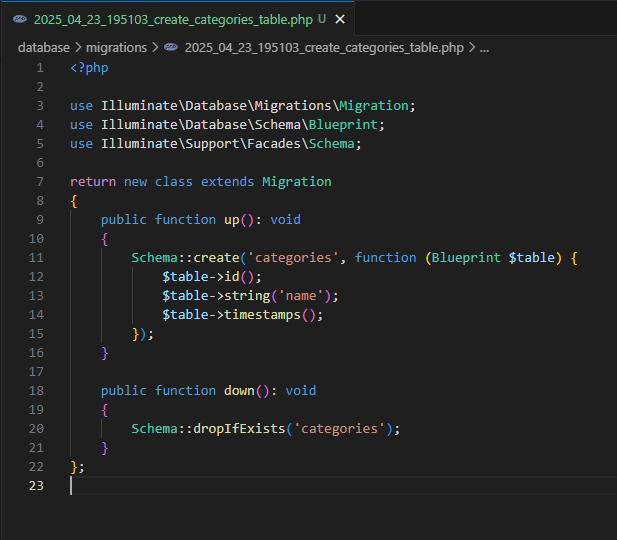 2025_04_23_195103_create_categories_table.php U ×
database > migrations > 2025_04_23_195103_create_categories_table.php > ...
1 <?php
2
3 use Illuminate\Database\Migrations\Migration;
4 use Illuminate\Database\Schema\Blueprint;
5 use Illuminate\Support\Facades\Schema;
6
7 return new class extends Migration
8 {
9     public function up(): void
10     {
11         Schema::create('categories', function (Blueprint $table) {
12             $table->id();
13             $table->string('name');
14             $table->timestamps();
15         });
16     }
17
18     public function down(): void
19     {
20         Schema::dropIfExists('categories');
21     }
22 };
23